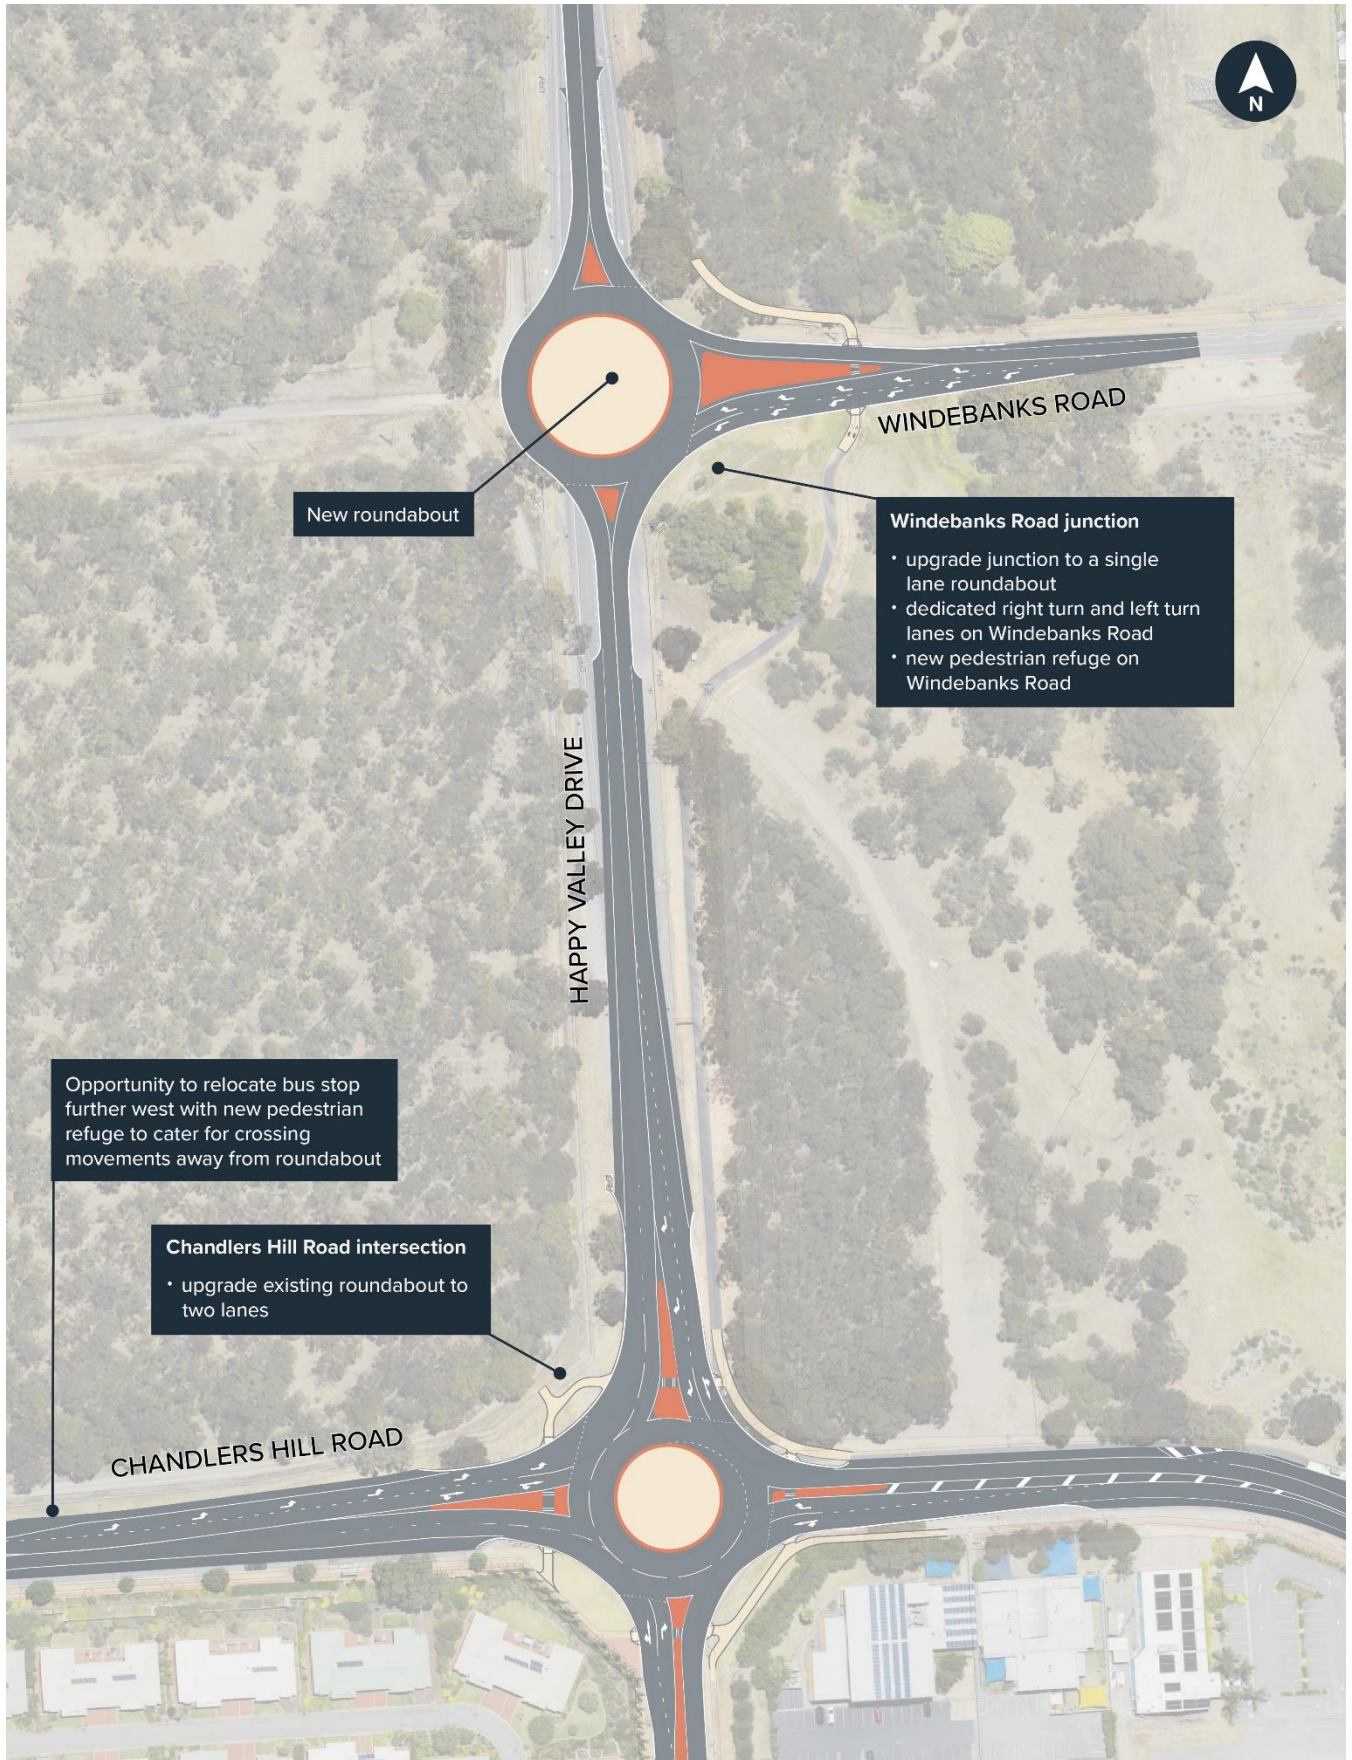 N
WINDEBANKS ROAD
New roundabout
Windebanks Road junction
• upgrade junction to a single
lane roundabout
• dedicated right turn and left turn
lanes on Windebanks Road
• new pedestrian refuge on
Windebanks Road
HAPPY VALLEY DRIVE
Opportunity to relocate bus stop
further west with new pedestrian
refuge to cater for crossing
movements away from roundabout
Chandlers Hill Road intersection
• upgrade existing roundabout to
two lanes
CHANDLERS HILL ROAD